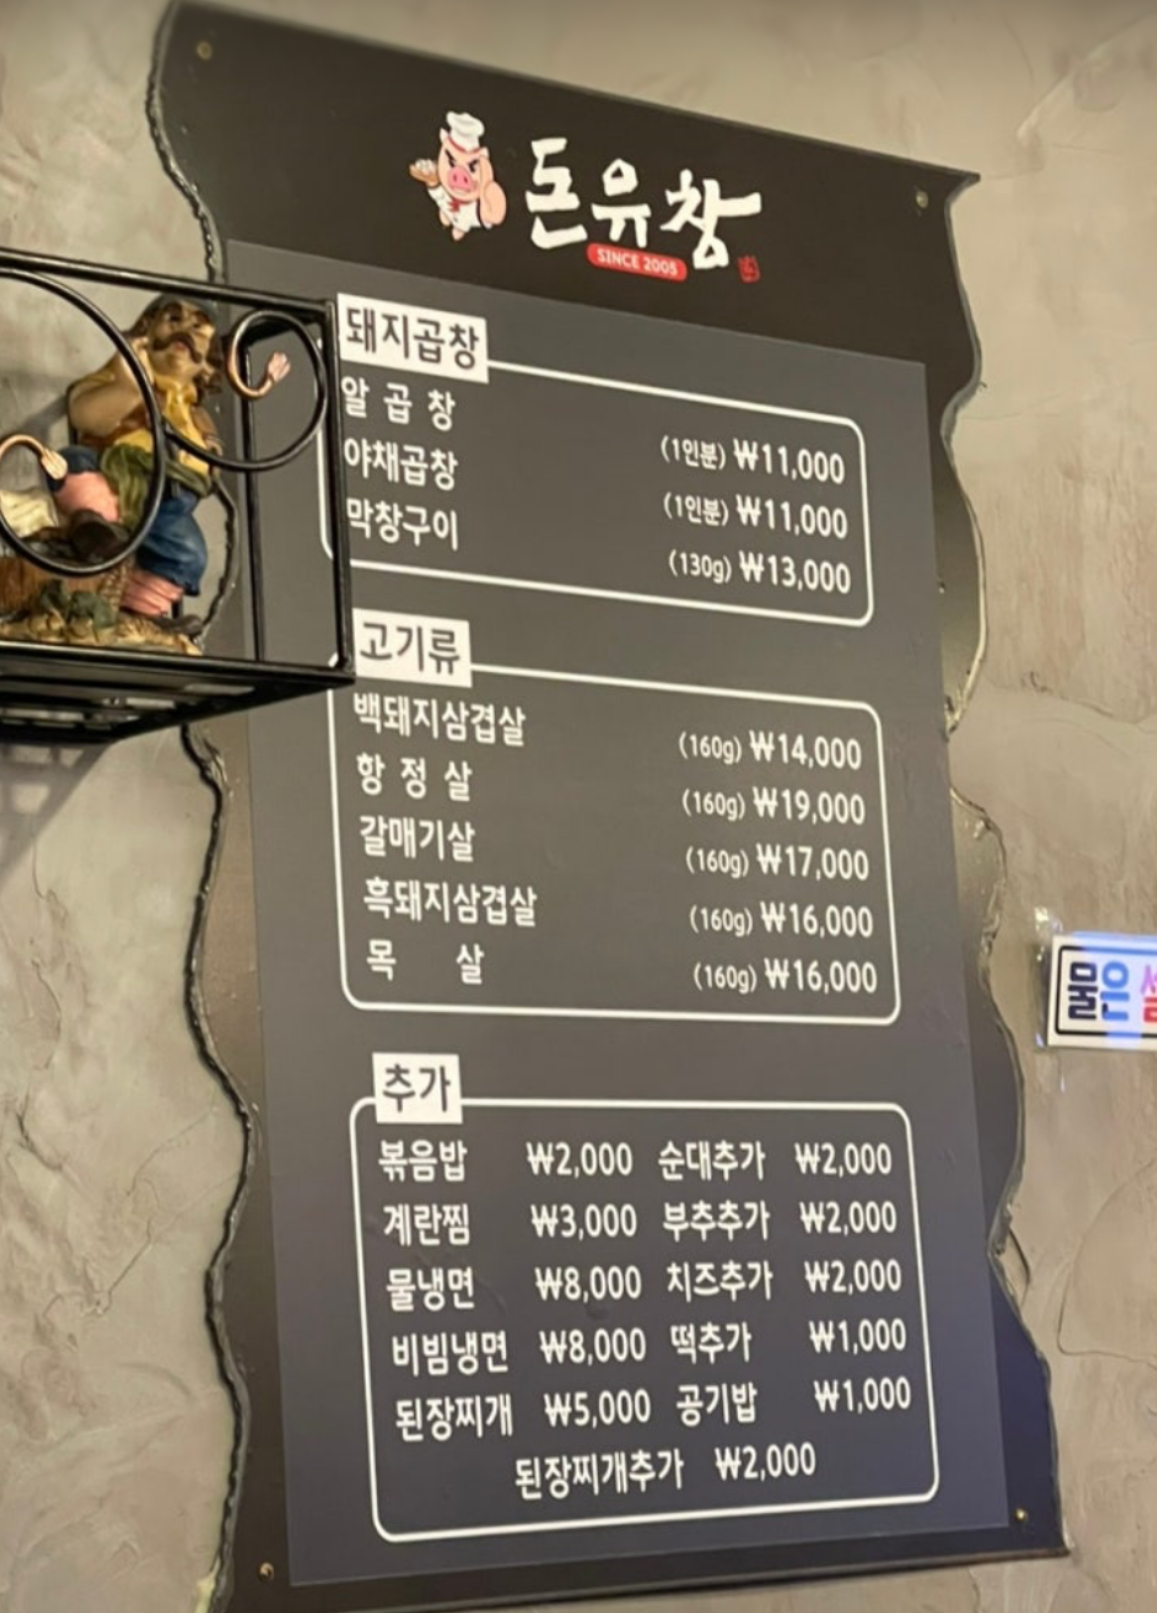 돈유창
SINCE 2005
돼지곱창
알 곱 창 (1인분) ₩11,000
야채곱창 (1인분) ₩11,000
막창구이 (130g) ₩13,000
고기류
백돼지삼겹살 (160g) ₩14,000
항 정 살 (160g) ₩19,000
갈매기살 (160g) ₩17,000
흑돼지삼겹살 (160g) ₩16,000
목 살 (160g) ₩16,000
추가
볶음밥 ₩2,000 순대추가 ₩2,000
계란찜 ₩3,000 부추추가 ₩2,000
물냉면 ₩8,000 치즈추가 ₩2,000
비빔냉면 ₩8,000 떡추가 ₩1,000
된장찌개 ₩5,000 공기밥 ₩1,000
된장찌개추가 ₩2,000
물은